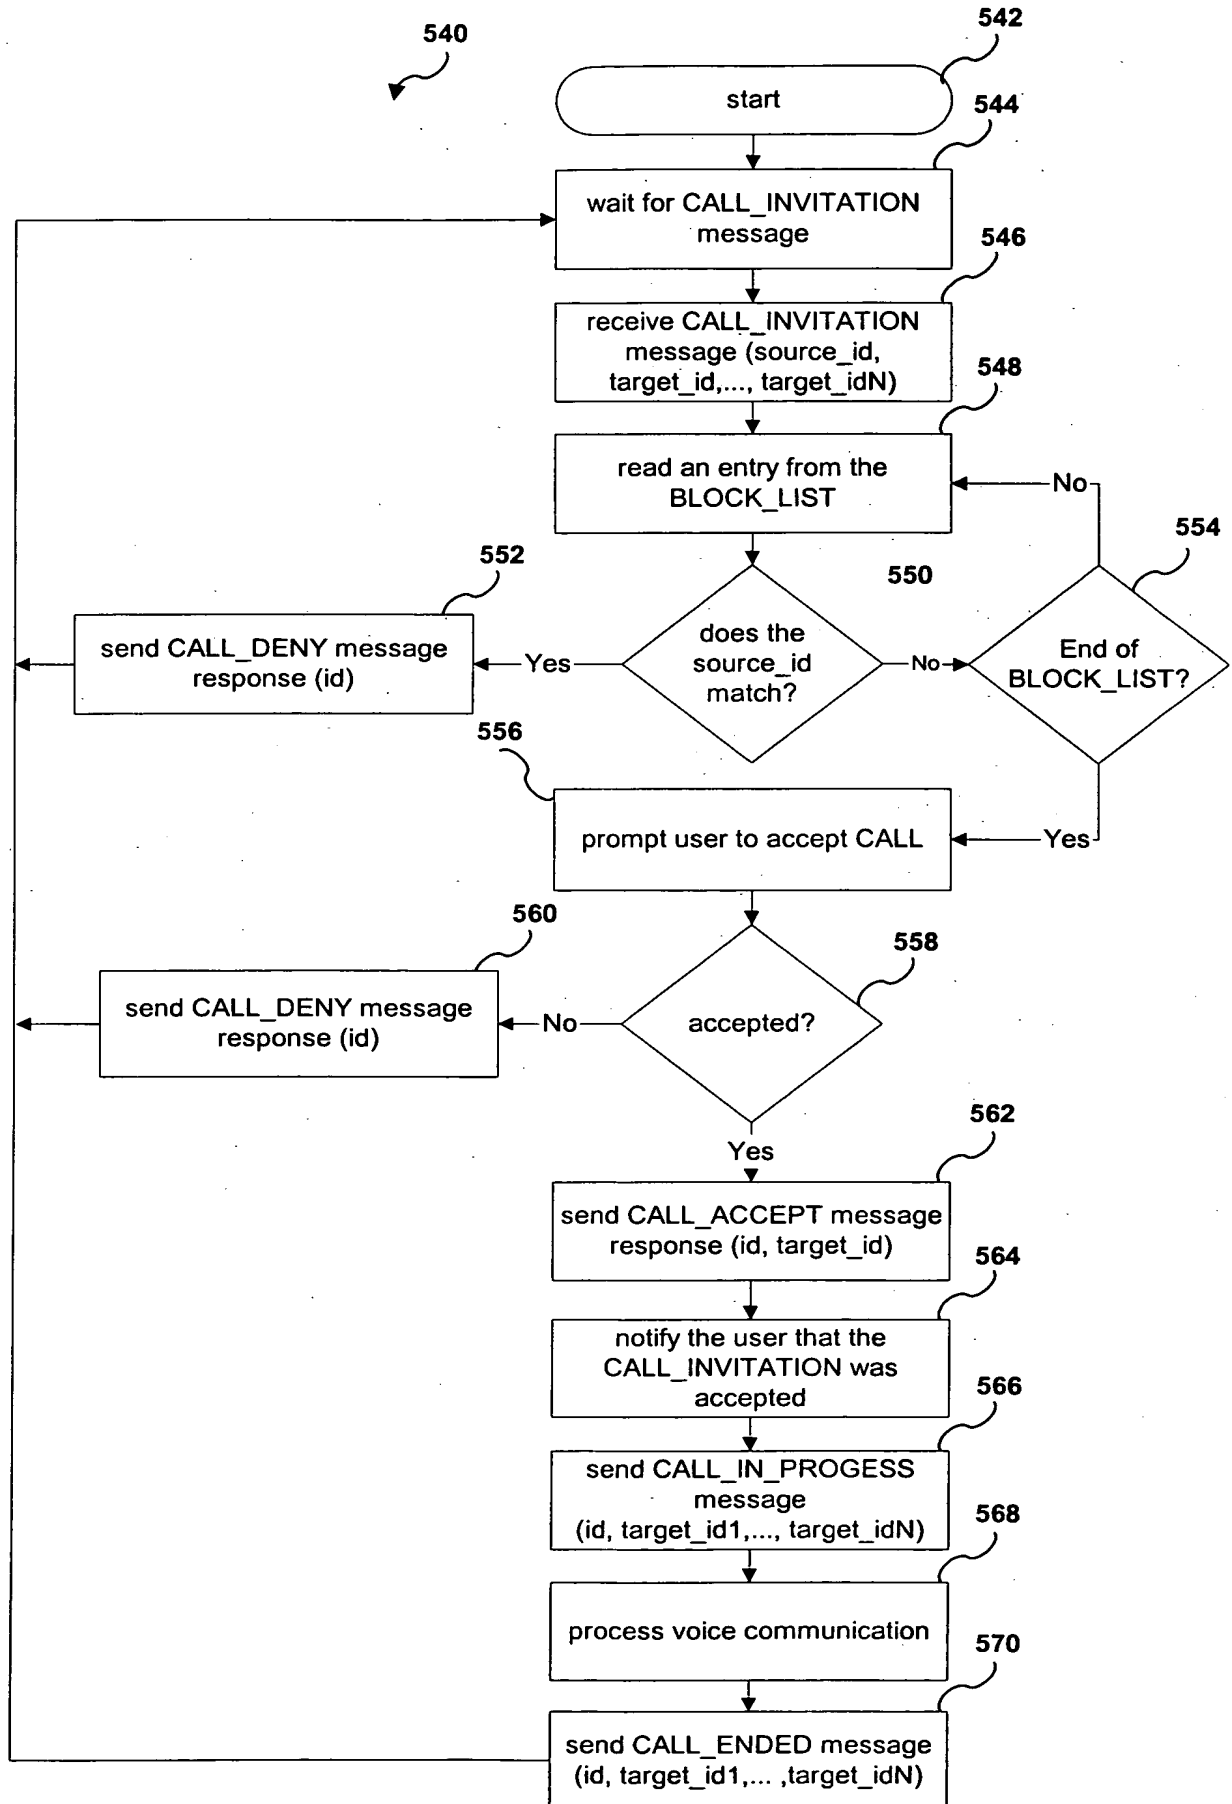 540
542
start
544
wait for CALL_INVITATION
message
546
receive CALL_INVITATION
message (source_id,
target_id,..., target_idN)
548
read an entry from the
BLOCK_LIST
No
554
552
550
send CALL_DENY message
response (id)
Yes
does the
source_id
match?
No
End of
BLOCK_LIST?
556
prompt user to accept CALL
Yes
560
558
send CALL_DENY message
response (id)
No
accepted?
562
Yes
send CALL_ACCEPT message
response (id, target_id)
564
notify the user that the
CALL_INVITATION was
accepted
566
send CALL_IN_PROGESS
message
(id, target_id1,..., target_idN)
568
process voice communication
570
send CALL_ENDED message
(id, target_id1,... ,target_idN)